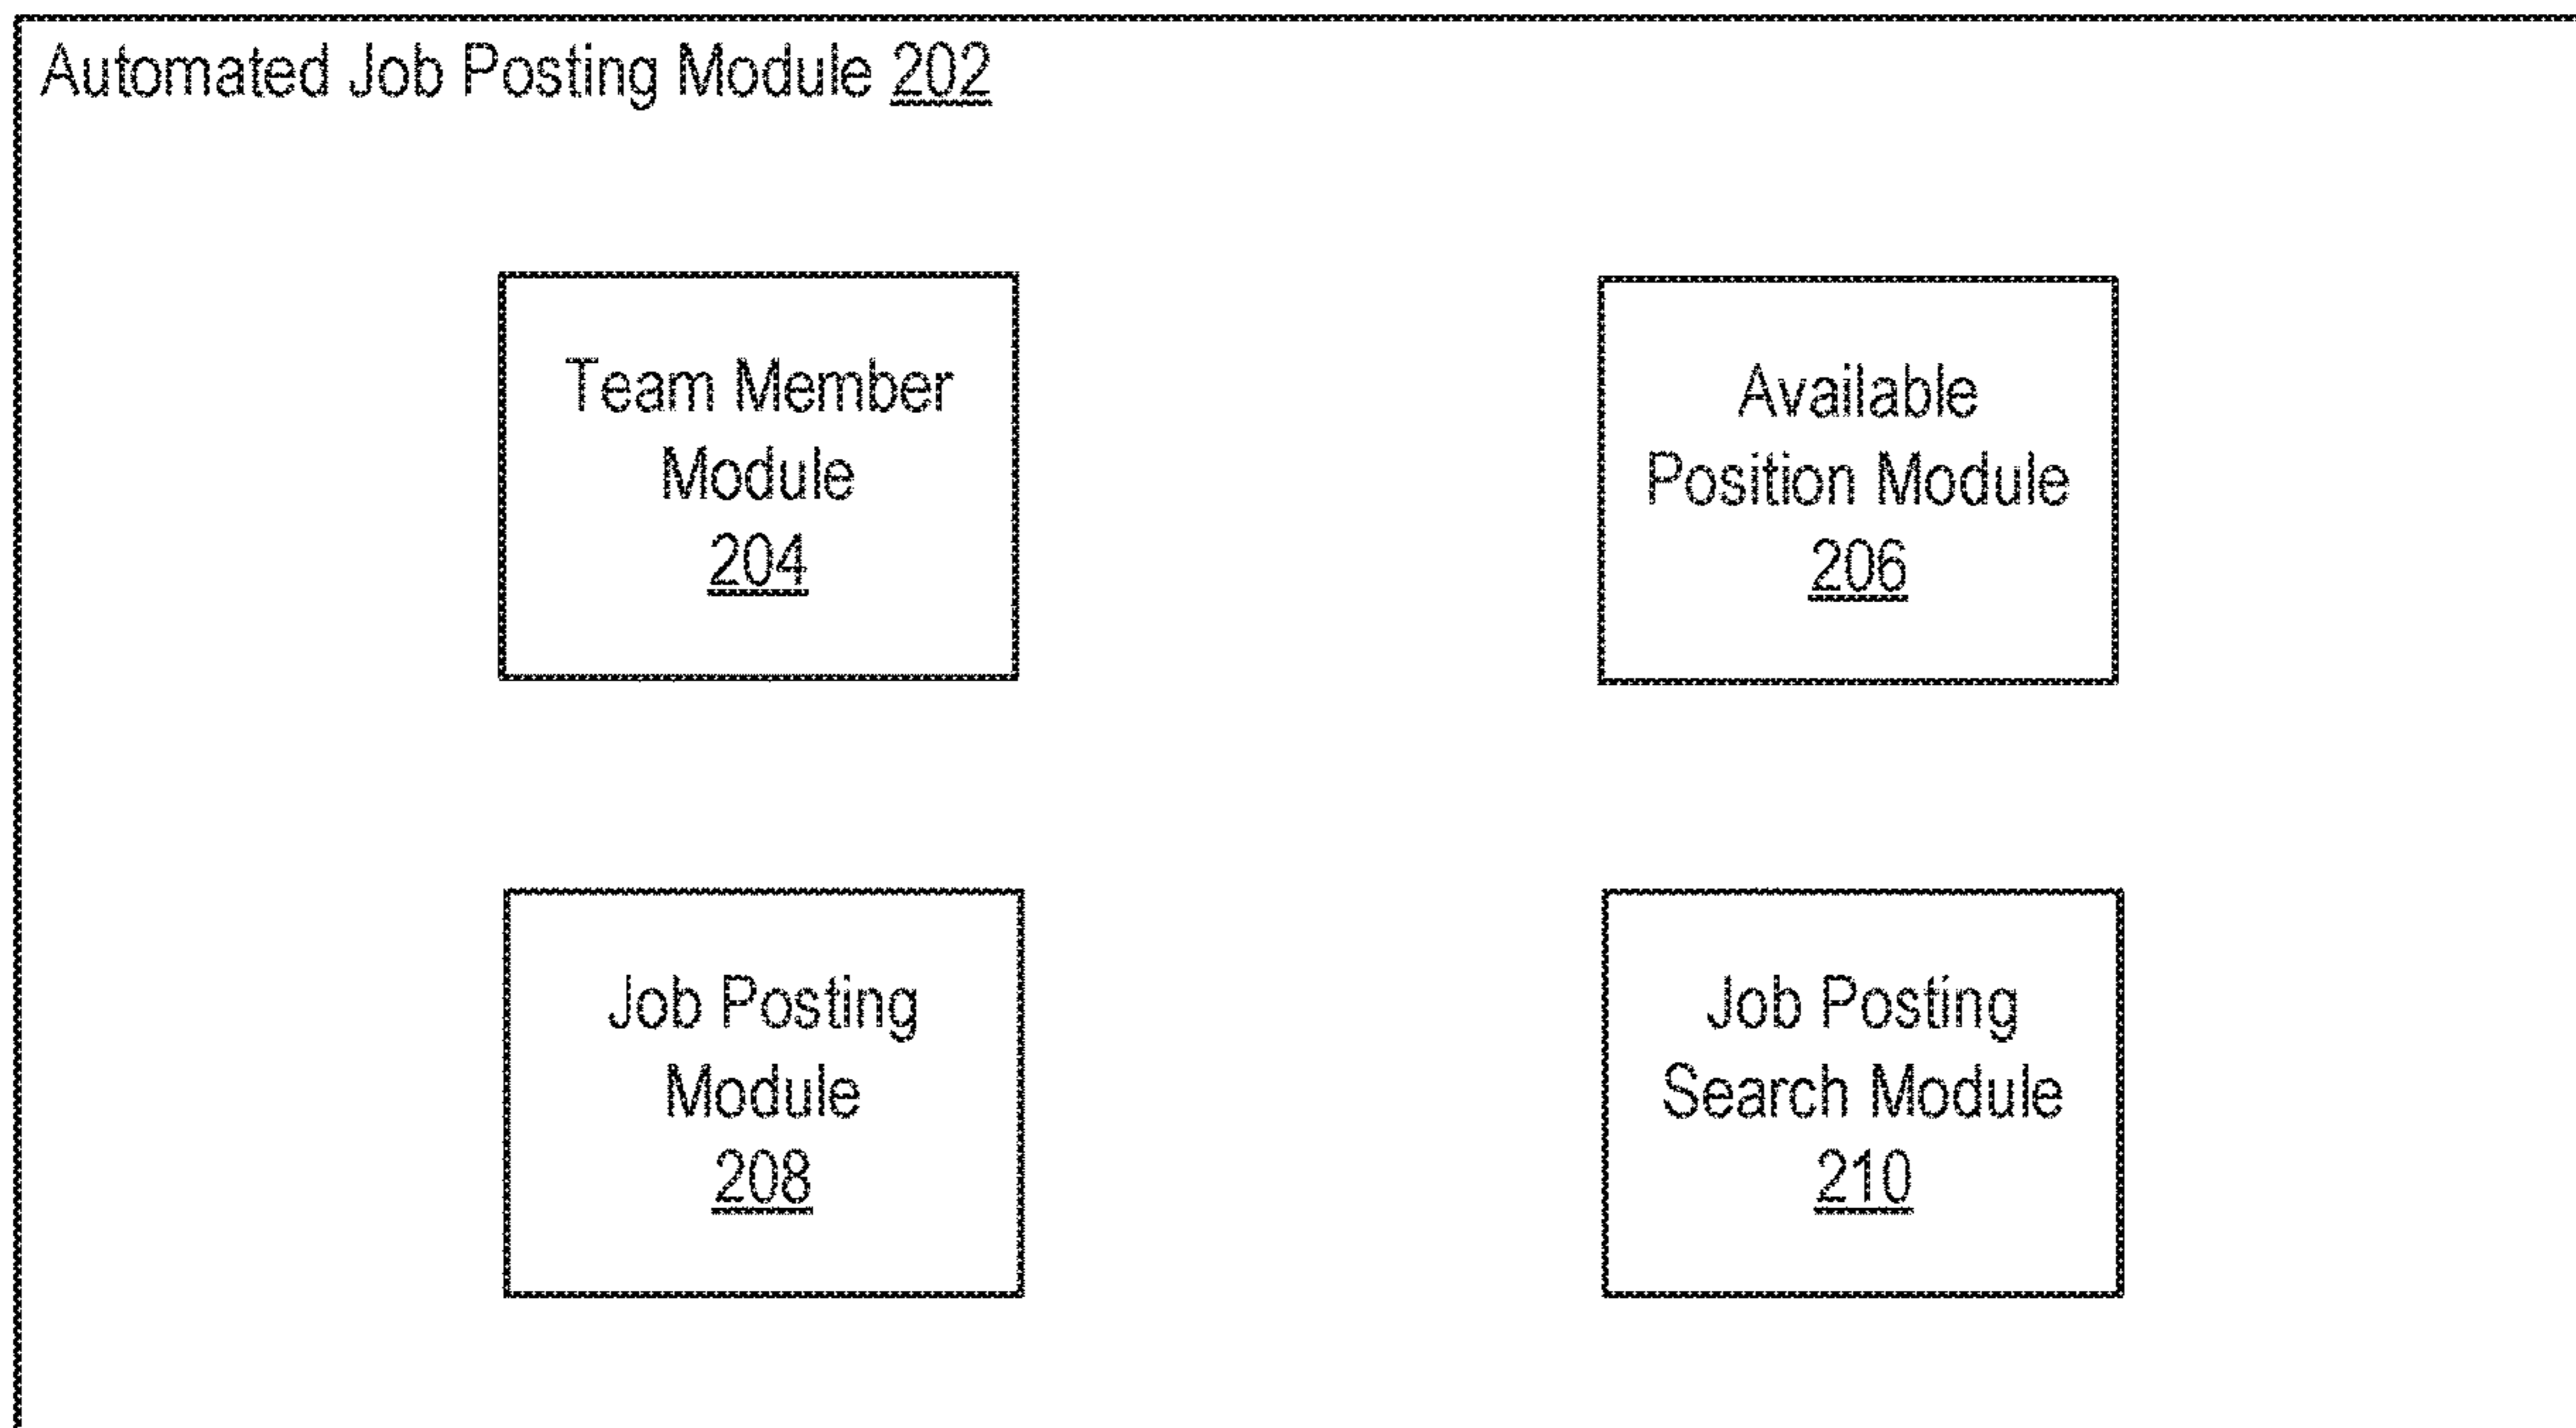 Automated Job Posting Module 202
Team Member
Module
204
Available
Position Module
206
Job Posting
Module
208
Job Posting
Search Module
210